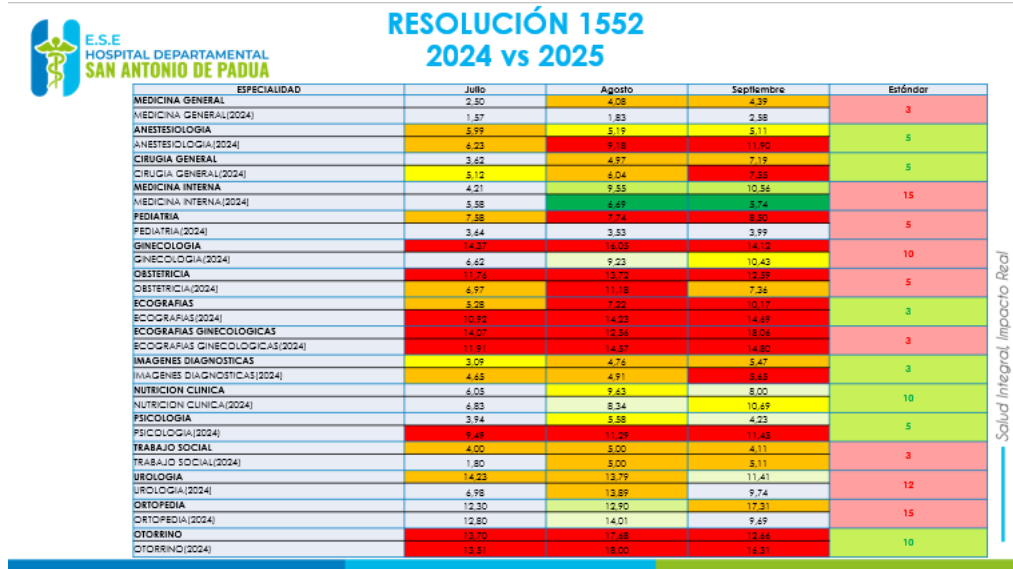 RESOLUCIÓN 1552
2024 vs 2025
E.S.E
HOSPITAL DEPARTAMENTAL
SAN ANTONIO DE PADUA
ESPECIALIDAD Julio Agosto Septiembre Estándar
MEDICINA GENERAL 2,50 4,08 4,39 3
MEDICINA GENERAL(2024) 1,57 1,83 2,58
ANESTESIOLOGIA 5,99 5,19 5,11 5
ANESTESIOLOGIA(2024) 6,23 9,18 11,90
CIRUGIA GENERAL 3,62 4,97 7,19 5
CIRUGIA GENERAL(2024) 5,12 6,04 7,55
MEDICINA INTERNA 4,21 9,55 10,56 15
MEDICINA INTERNA(2024) 5,58 6,69 5,74
PEDIATRIA 7,58 7,74 8,50 5
PEDIATRIA(2024) 3,64 3,53 3,99
GINECOLOGIA 14,37 16,05 14,12 10
GINECOLOGIA(2024) 6,62 9,23 10,43
OBSTETRICIA 11,76 13,72 12,59 5
OBSTETRICIA(2024) 6,97 11,18 7,36
ECOGRAFIAS 5,28 7,22 10,17 3
ECOGRAFIAS(2024) 10,92 14,23 14,69
ECOGRAFIAS GINECOLOGICAS 14,07 12,56 18,06 3
ECOGRAFIAS GINECOLOGICAS(2024) 11,91 14,57 14,80
IMAGENES DIAGNOSTICAS 3,09 4,76 5,47 3
IMAGENES DIAGNOSTICAS(2024) 4,65 4,91 5,65
NUTRICION CLINICA 6,05 9,63 8,00 10
NUTRICION CLINICA(2024) 6,83 8,34 10,69
PSICOLOGIA 3,94 5,58 4,23 5
PSICOLOGIA(2024) 9,49 11,29 11,45
TRABAJO SOCIAL 4,00 5,00 4,11 3
TRABAJO SOCIAL(2024) 1,80 5,00 5,11
UROLOGIA 14,23 13,79 11,41 12
UROLOGIA(2024) 6,98 13,89 9,74
ORTOPEDIA 12,30 12,90 17,31 15
ORTOPEDIA(2024) 12,80 14,01 9,69
OTORRINO 13,70 17,68 12,66 10
OTORRINO(2024) 13,51 18,00 16,31
Salud Integral, Impacto Real